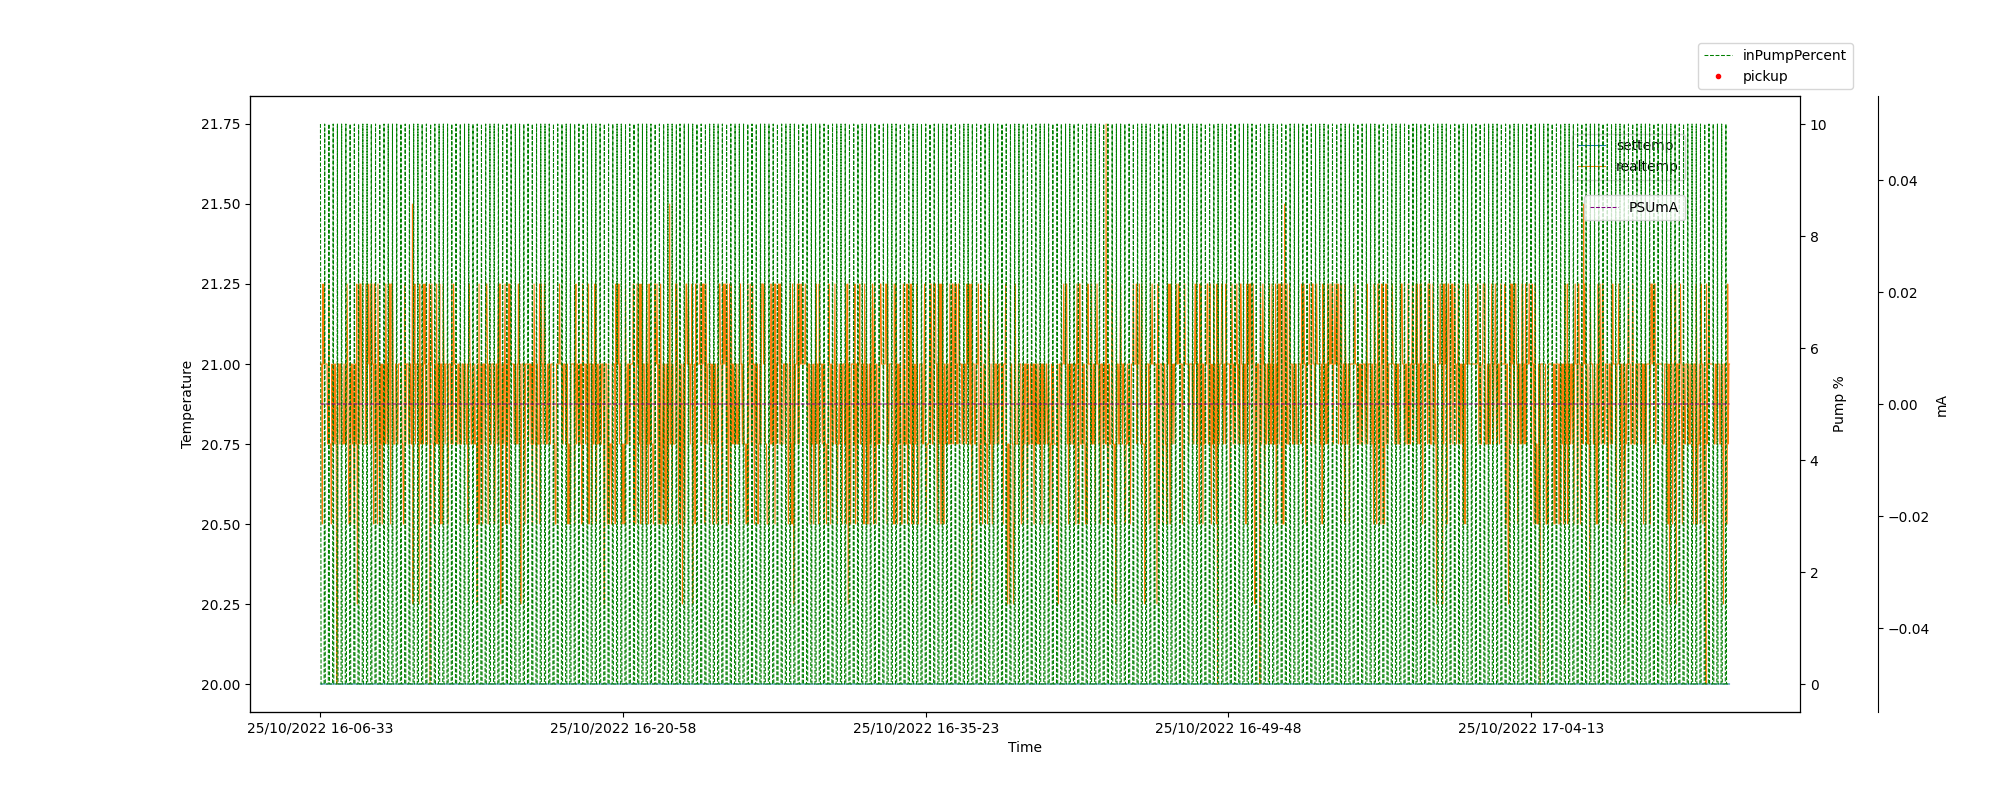 inPumpPercent
pickup
settemp
realtemp
PSUmA
21.75
21.50
21.25
21.00
20.75
20.50
20.25
20.00
Temperature
10
8
6
4
2
0
Pump %
0.04
0.02
0.00
−0.02
−0.04
mA
25/10/2022 16-06-33
25/10/2022 16-20-58
25/10/2022 16-35-23
25/10/2022 16-49-48
25/10/2022 17-04-13
Time